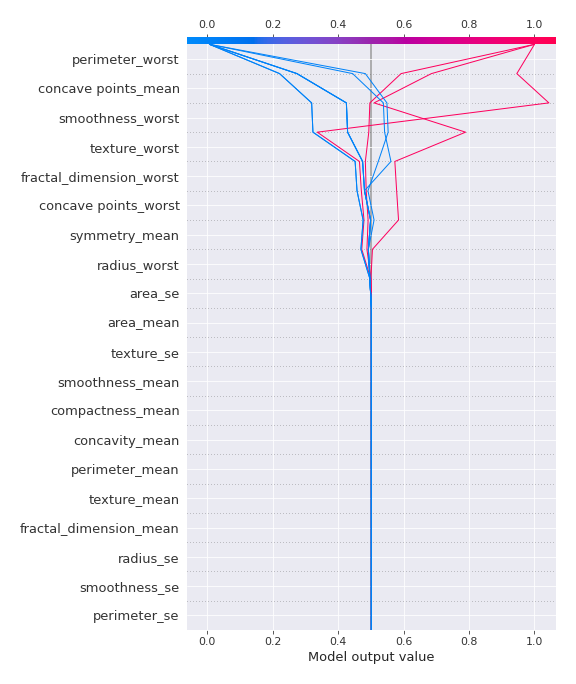 0.0 0.2 0.4 0.6 0.8 1.0
perimeter_worst
concave points_mean
smoothness_worst
texture_worst
fractal_dimension_worst
concave points_worst
symmetry_mean
radius_worst
area_se
area_mean
texture_se
smoothness_mean
compactness_mean
concavity_mean
perimeter_mean
texture_mean
fractal_dimension_mean
radius_se
smoothness_se
perimeter_se
0.0 0.2 0.4 0.6 0.8 1.0
Model output value